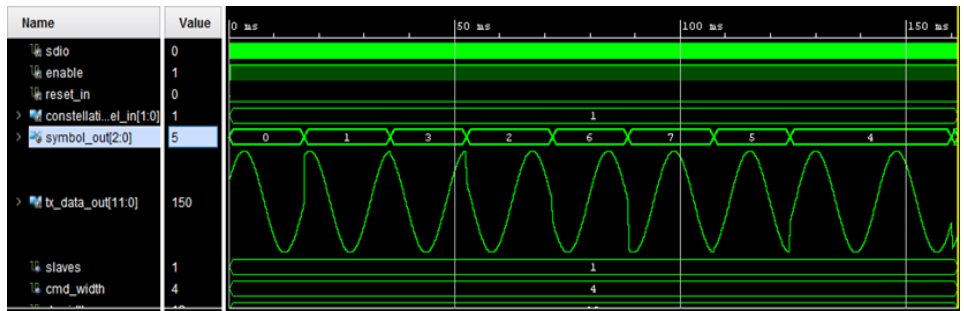 Name Value 0 ms 50 ms 100 ms 150 ms
sdio 0
enable 1
reset_in 0
constellati...el_in[1:0] 1 1
symbol_out[2:0] 5 0 1 3 2 6 7 5 4
tx_data_out[11:0] 150
slaves 1 1
cmd_width 4 4